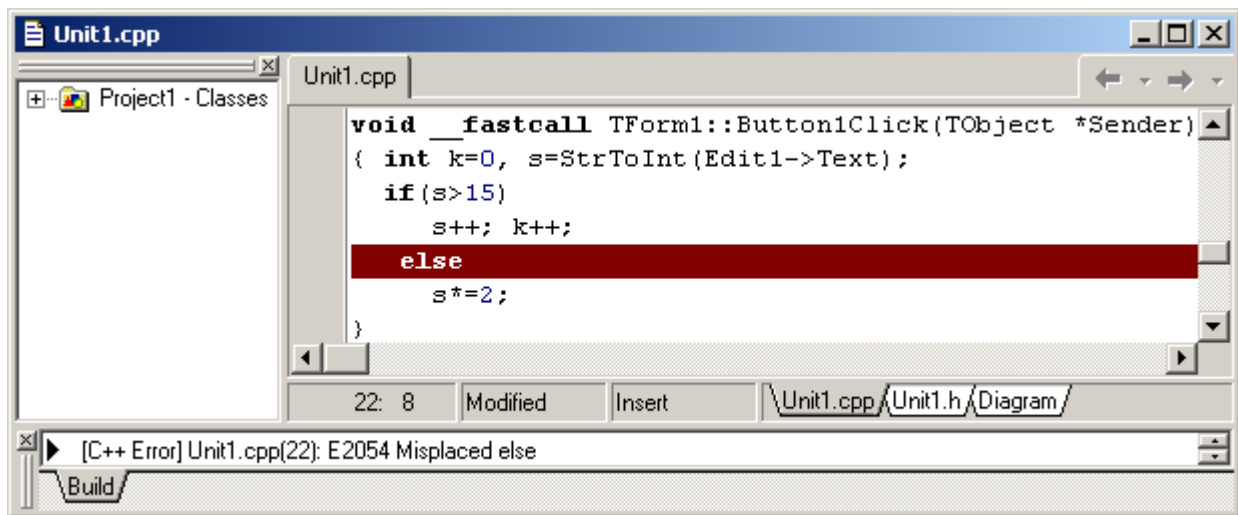 Unit1.cpp
Project1 - Classes
Unit1.cpp
void __fastcall TForm1::Button1Click(TObject *Sender)
{ int k=0, s=StrToInt(Edit1->Text);
if(s>15)
s++; k++;
else
s*=2;
}
22: 8 Modified Insert Unit1.cpp Unit1.h Diagram
[C++ Error] Unit1.cpp(22): E2054 Misplaced else
Build